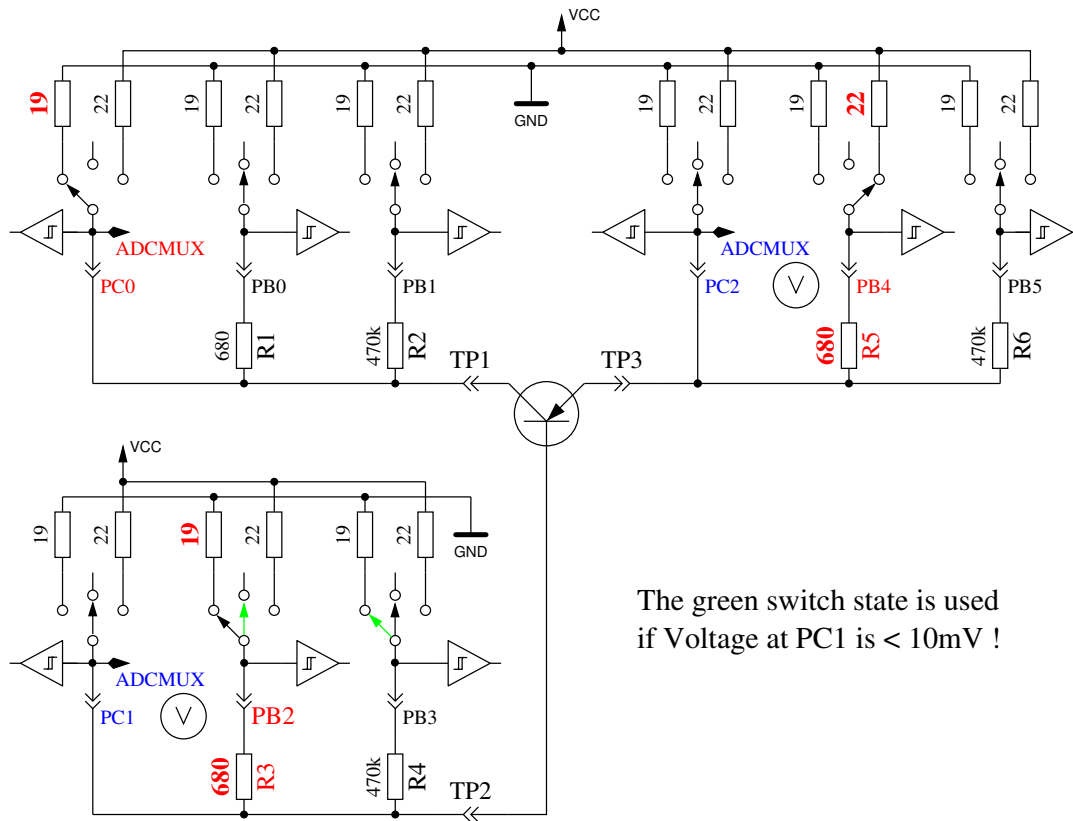 VCC
19 22 19 22 19 22 GND 19 22 19 22 19 22
ADCMUX ADCMUX
PC0 PB0 PB1 PC2 V PB4 PB5
680 R1 470k R2 680 R5 470k R6
TP1 TP3
VCC
19 22 19 22 19 22 GND
The green switch state is used
if Voltage at PC1 is < 10mV !
ADCMUX
PC1 V PB2 PB3
680 R3 470k R4
TP2